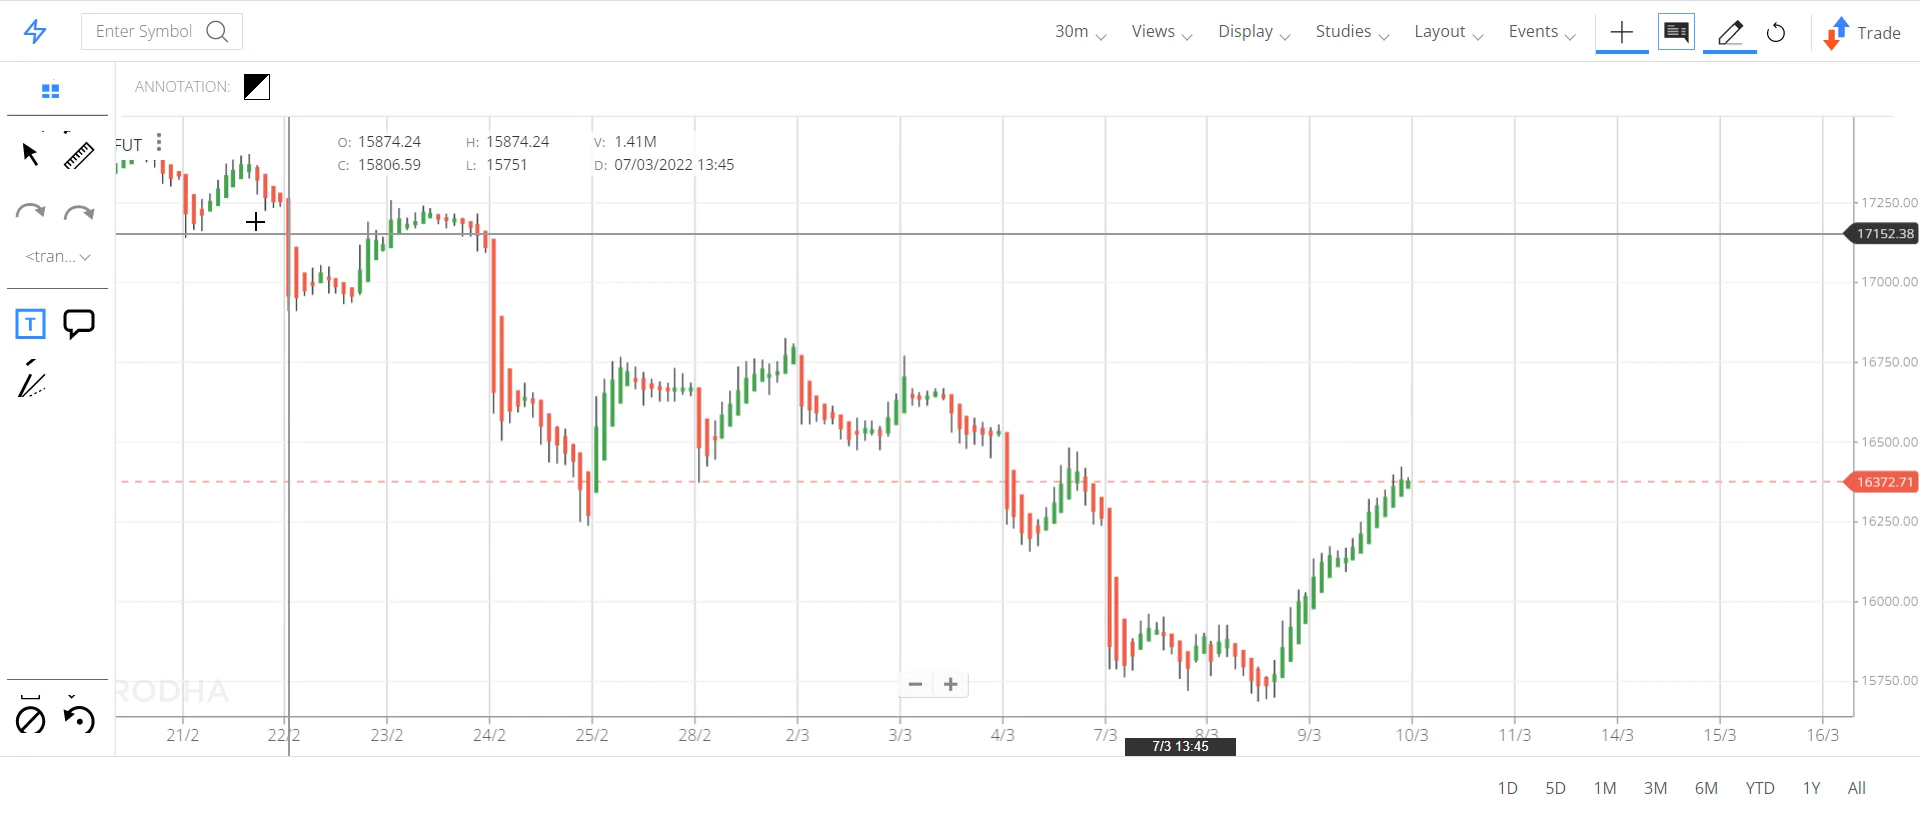 Enter Symbol
30m Views Display Studies Layout Events Trade
ANNOTATION:
FUT
O: 15874.24 H: 15874.24 V: 1.41M
C: 15806.59 L: 15751 D: 07/03/2022 13:45
17250.00
17152.38
<tran...
17000.00
T
16750.00
16500.00
16372.71
16250.00
16000.00
15750.00
RODHA
21/2 22/2 23/2 24/2 25/2 28/2 2/3 3/3 4/3 7/3 8/3 9/3 10/3 11/3 14/3 15/3 16/3
7/3 13:45
1D 5D 1M 3M 6M YTD 1Y All